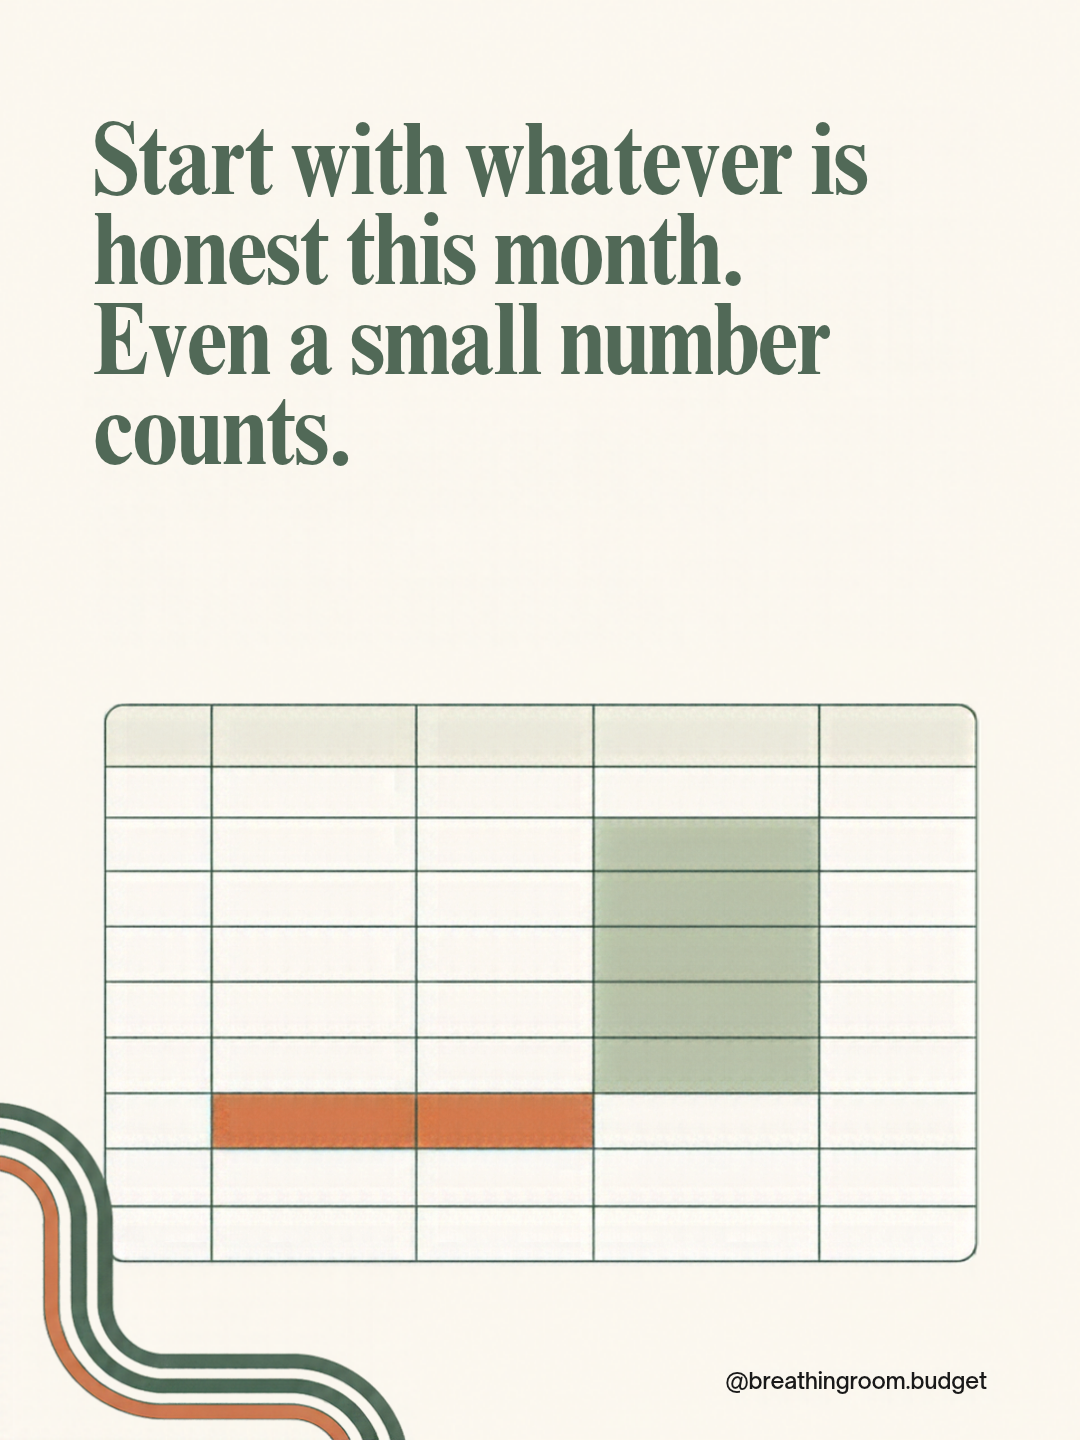 Start with whatever is
honest this month.
Even a small number
counts.
@breathingroom.budget